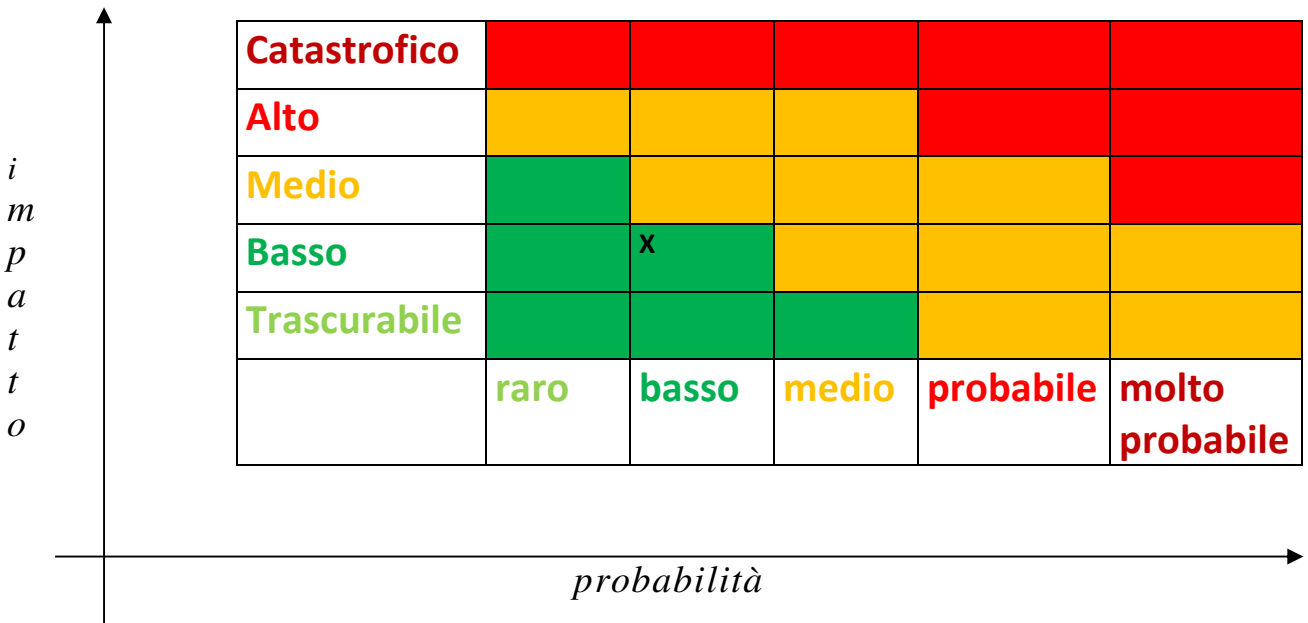 Catastrofico
Alto
Medio
Basso X
Trascurabile
raro basso medio probabile molto
probabile
i
m
p
a
t
t
o
probabilità